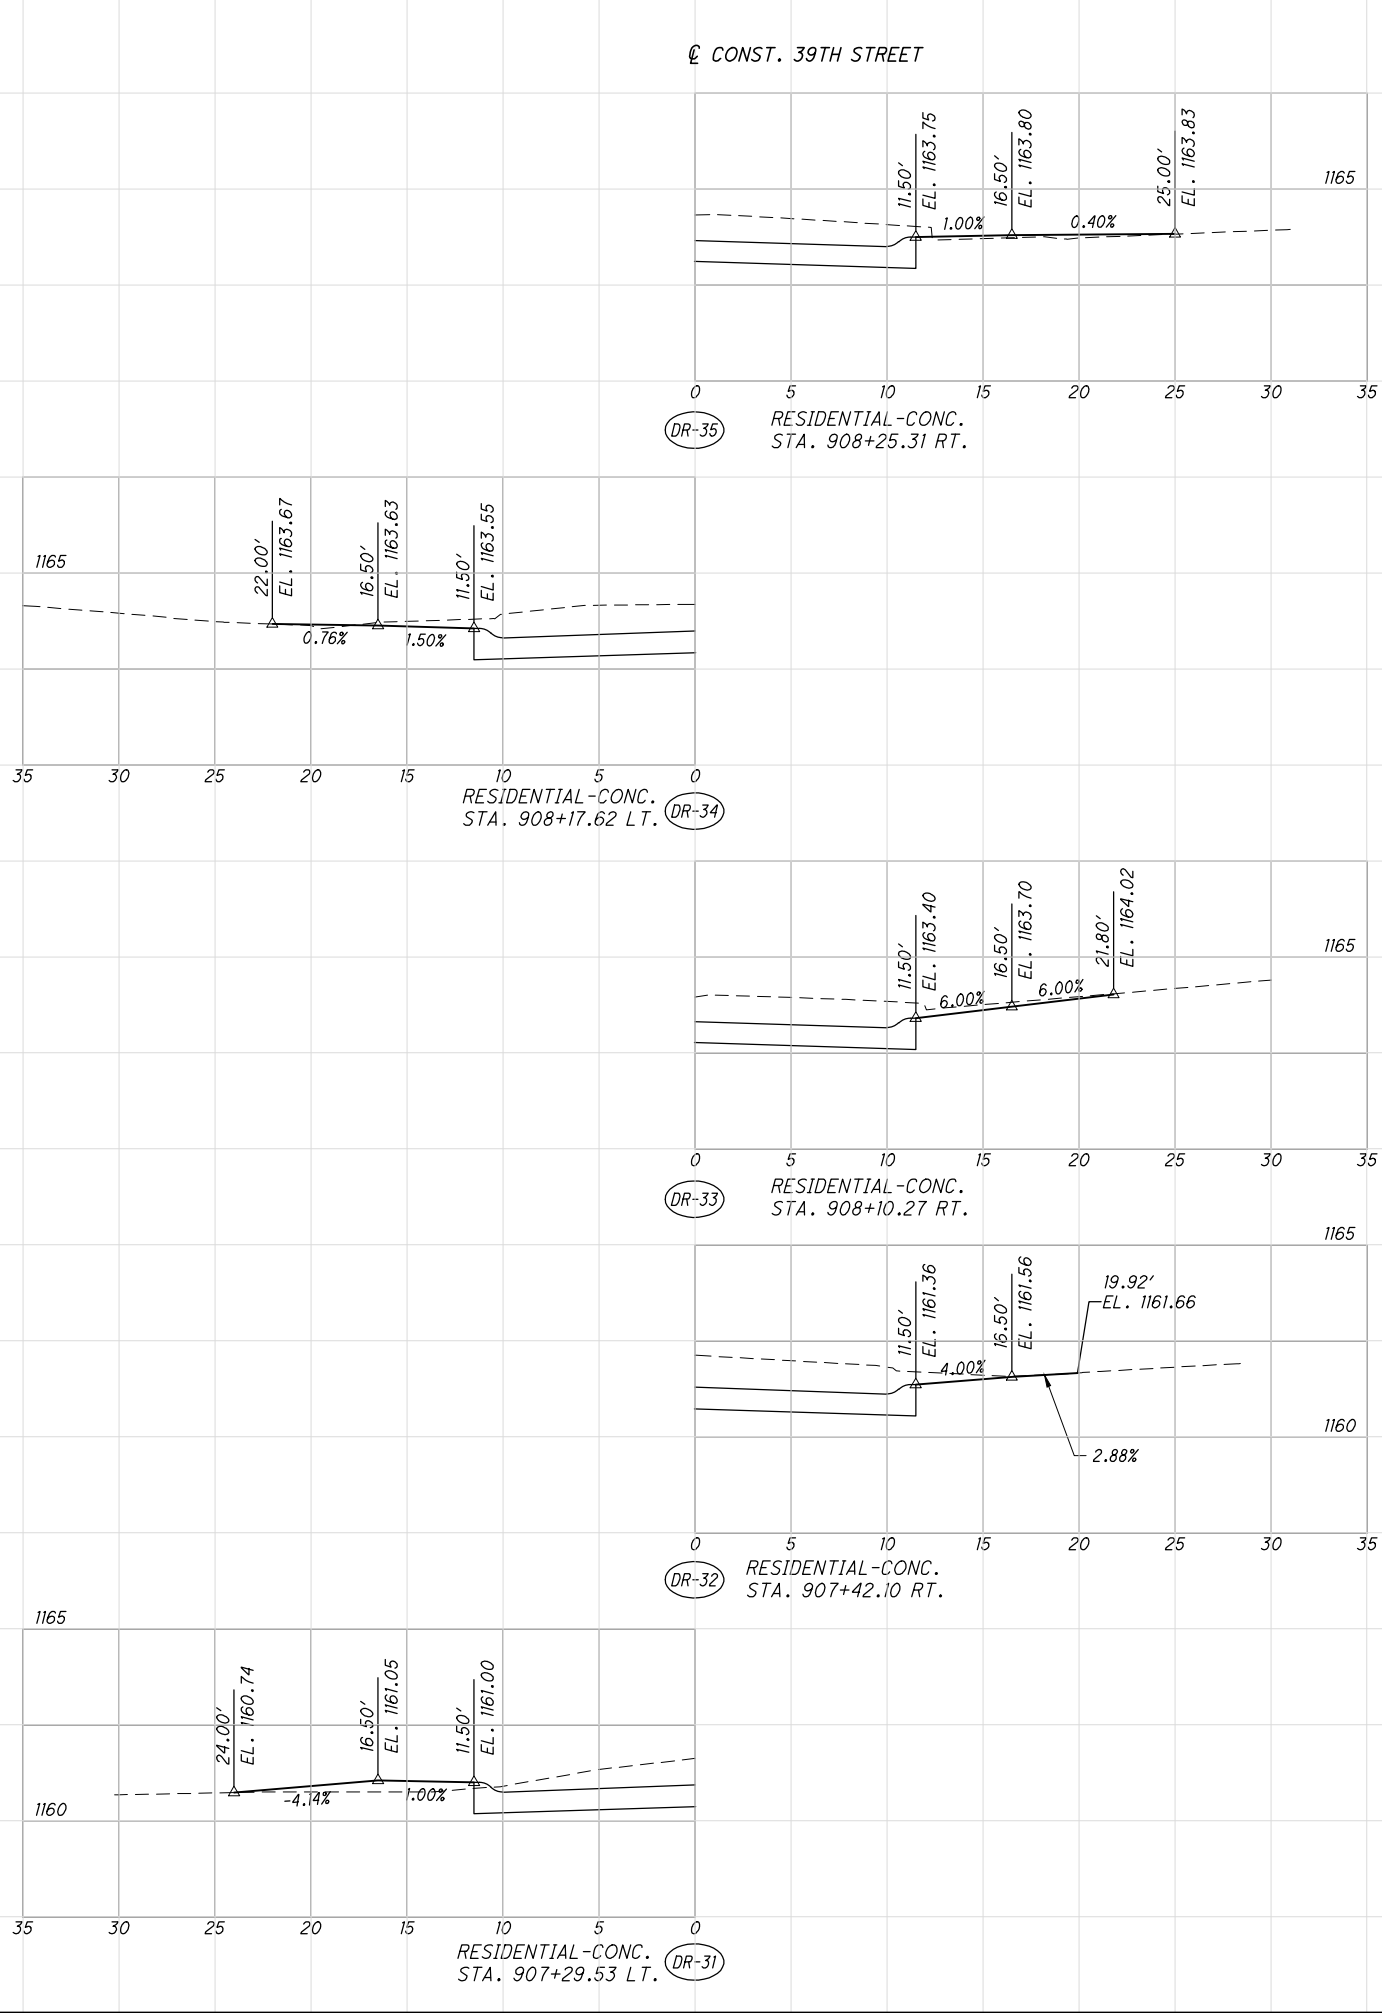 ℄ CONST. 39TH STREET
11.50' EL. 1163.75
16.50' EL. 1163.80
25.00' EL. 1163.83
1165
1.00%
0.40%
0 5 10 15 20 25 30 35
DR-35
RESIDENTIAL-CONC.
STA. 908+25.31 RT.
22.00' EL. 1163.67
16.50' EL. 1163.63
11.50' EL. 1163.55
1165
0.76%
1.50%
35 30 25 20 15 10 5 0
RESIDENTIAL-CONC.
STA. 908+17.62 LT.
DR-34
11.50' EL. 1163.40
16.50' EL. 1163.70
21.80' EL. 1164.02
1165
6.00%
6.00%
0 5 10 15 20 25 30 35
DR-33
RESIDENTIAL-CONC.
STA. 908+10.27 RT.
1165
11.50' EL. 1161.36
16.50' EL. 1161.56
19.92'
EL. 1161.66
4.00%
1160
2.88%
0 5 10 15 20 25 30 35
DR-32
RESIDENTIAL-CONC.
STA. 907+42.10 RT.
1165
24.00' EL. 1160.74
16.50' EL. 1161.05
11.50' EL. 1161.00
-4.14%
1.00%
1160
35 30 25 20 15 10 5 0
RESIDENTIAL-CONC.
STA. 907+29.53 LT.
DR-31